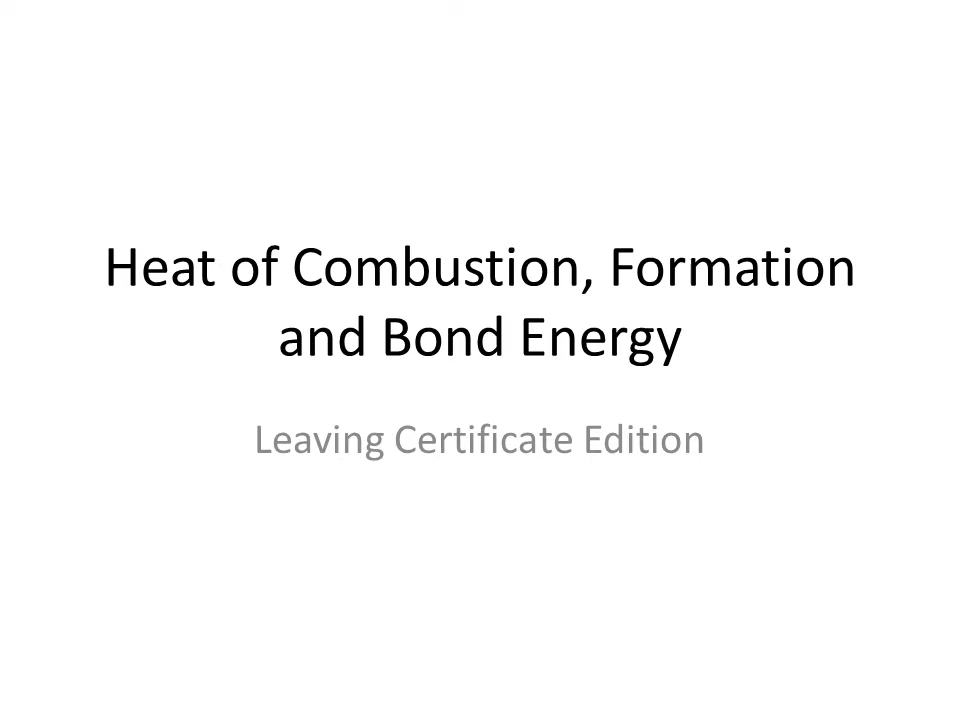 Heat of Combustion, Formation
and Bond Energy
Leaving Certificate Edition